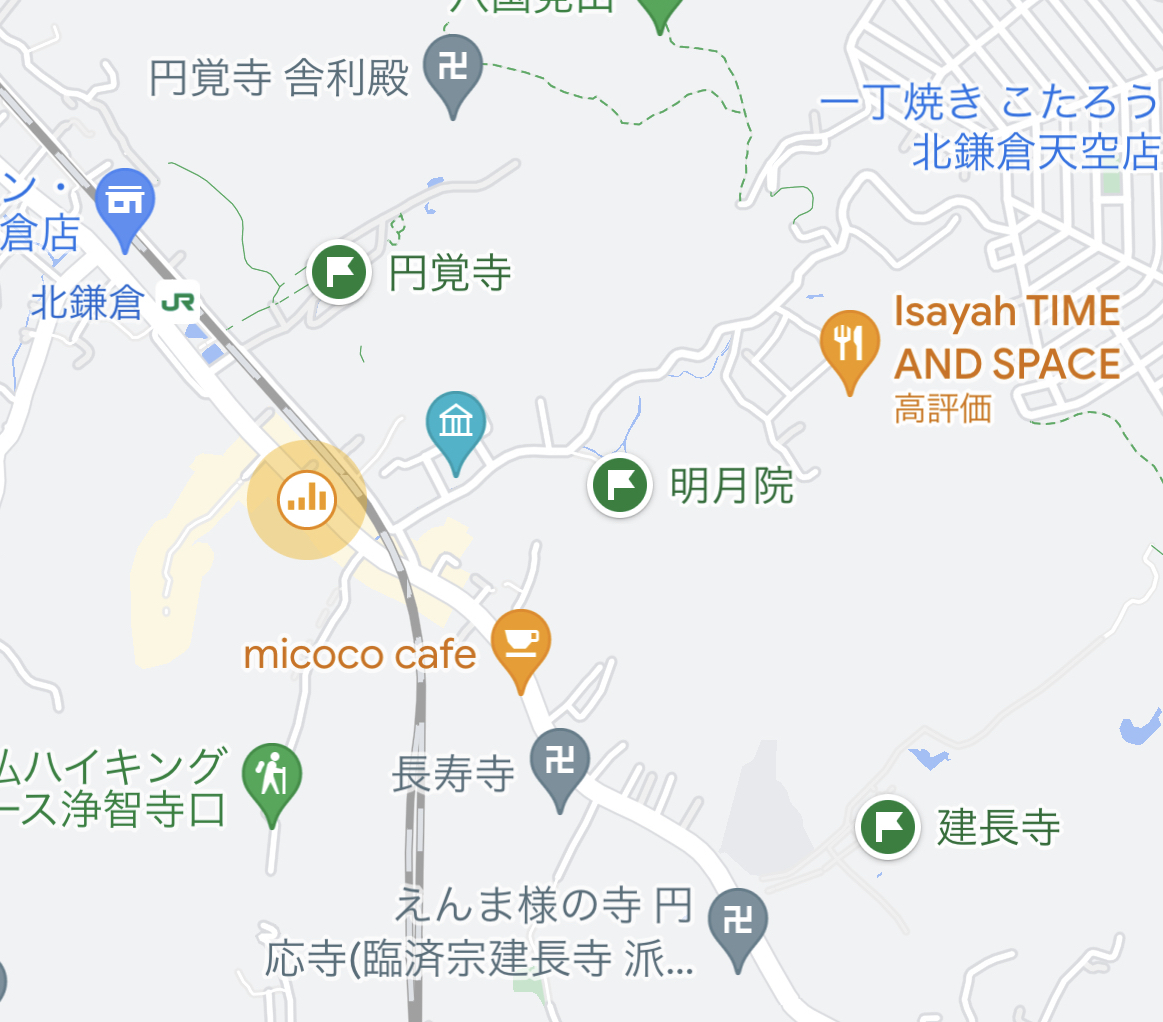 八国見山
円覚寺 舎利殿
一丁焼き こたろう
北鎌倉天空店
ン・
倉店
円覚寺
北鎌倉
JR
Isayah TIME
AND SPACE
高評価
明月院
micoco cafe
長寿寺
ムハイキング
ース浄智寺口
建長寺
えんま様の寺 円
応寺(臨済宗建長寺 派...